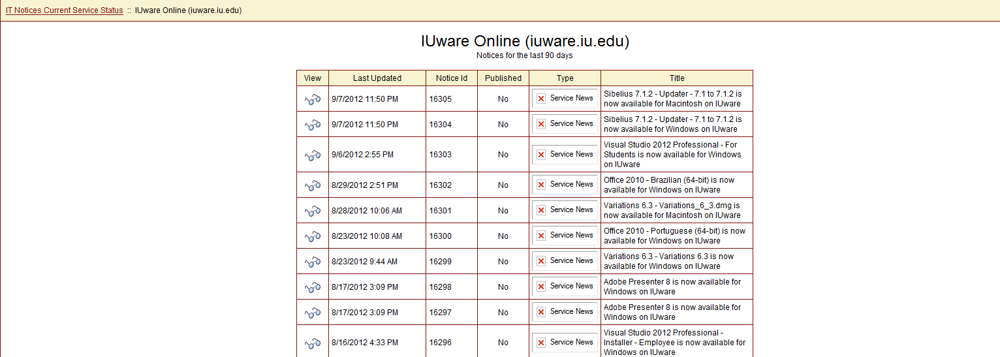 IT Notices Current Service Status :: IUware Online (iuware.iu.edu)
IUware Online (iuware.iu.edu)
Notices for the last 90 days
View Last Updated Notice Id Published Type Title
9/7/2012 11:50 PM 16305 No Service News Sibelius 7.1.2 - Updater - 7.1 to 7.1.2 is
now available for Macintosh on IUware
9/7/2012 11:50 PM 16304 No Service News Sibelius 7.1.2 - Updater - 7.1 to 7.1.2 is
now available for Windows on IUware
9/6/2012 2:55 PM 16303 No Service News Visual Studio 2012 Professional - For
Students is now available for Windows
on IUware
8/29/2012 2:51 PM 16302 No Service News Office 2010 - Brazilian (64-bit) is now
available for Windows on IUware
8/28/2012 10:06 AM 16301 No Service News Variations 6.3 - Variations_6_3.dmg is
now available for Macintosh on IUware
8/23/2012 10:08 AM 16300 No Service News Office 2010 - Portuguese (64-bit) is now
available for Windows on IUware
8/23/2012 9:44 AM 16299 No Service News Variations 6.3 - Variations 6.3 is now
available for Windows on IUware
8/17/2012 3:09 PM 16298 No Service News Adobe Presenter 8 is now available for
Windows on IUware
8/17/2012 3:09 PM 16297 No Service News Adobe Presenter 8 is now available for
Windows on IUware
8/16/2012 4:33 PM 16296 No Service News Visual Studio 2012 Professional -
Installer - Employee is now available for
Windows on IUware